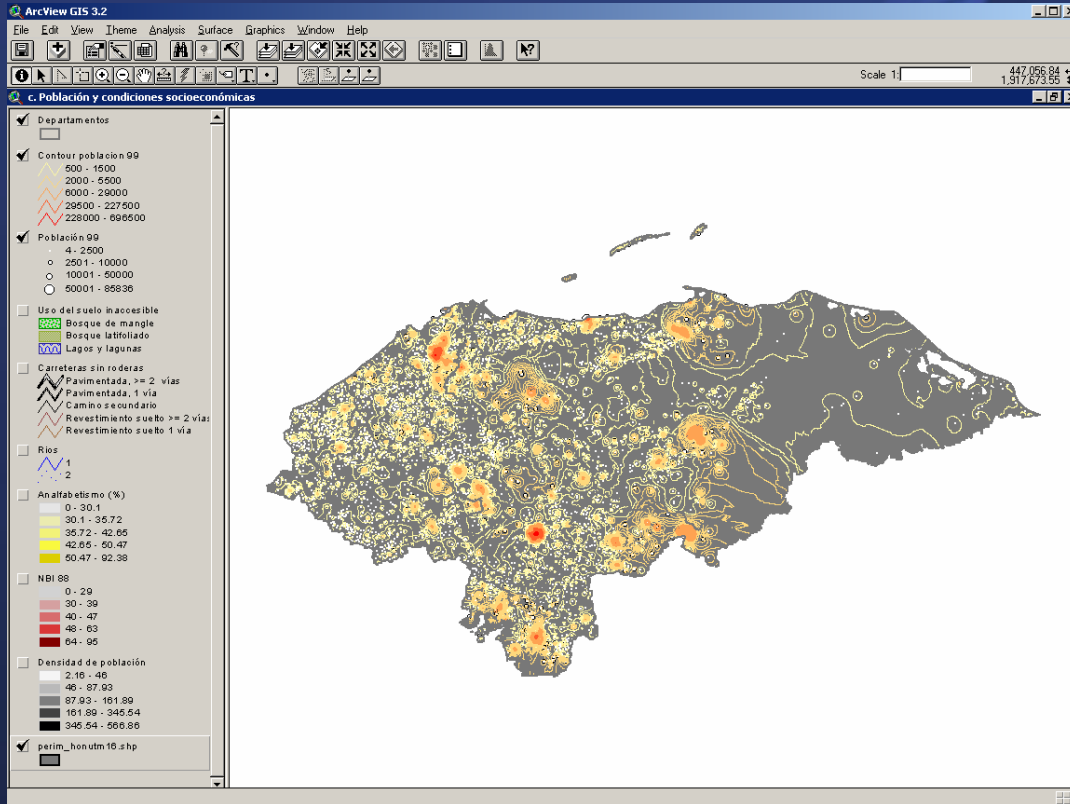 ArcView GIS 3.2
File Edit View Theme Analysis Surface Graphics Window Help
Scale 1:
447,056.84
1,917,673.55
c. Población y condiciones socioeconómicas
Departamentos
Contour poblacion 99
500 - 1500
2000 - 5500
6000 - 29000
29500 - 227500
228000 - 696500
Población 99
4 - 2500
2501 - 10000
10001 - 50000
50001 - 85836
Uso del suelo inaccesible
Bosque de mangle
Bosque latifoliado
Lagos y lagunas
Carreteras sin roderas
Pavimentada, >= 2 vías
Pavimentada, 1 vía
Camino secundario
Revestimiento suelto >= 2 vías
Revestimiento suelto 1 vía
Rios
1
2
Analfabetismo (%)
0 - 30.1
30.1 - 35.72
35.72 - 42.65
42.65 - 50.47
50.47 - 92.38
NBI 88
0 - 29
30 - 39
40 - 47
48 - 63
64 - 95
Densidad de población
2.16 - 46
46 - 87.93
87.93 - 161.89
161.89 - 345.54
345.54 - 566.86
perim_honutm16.shp